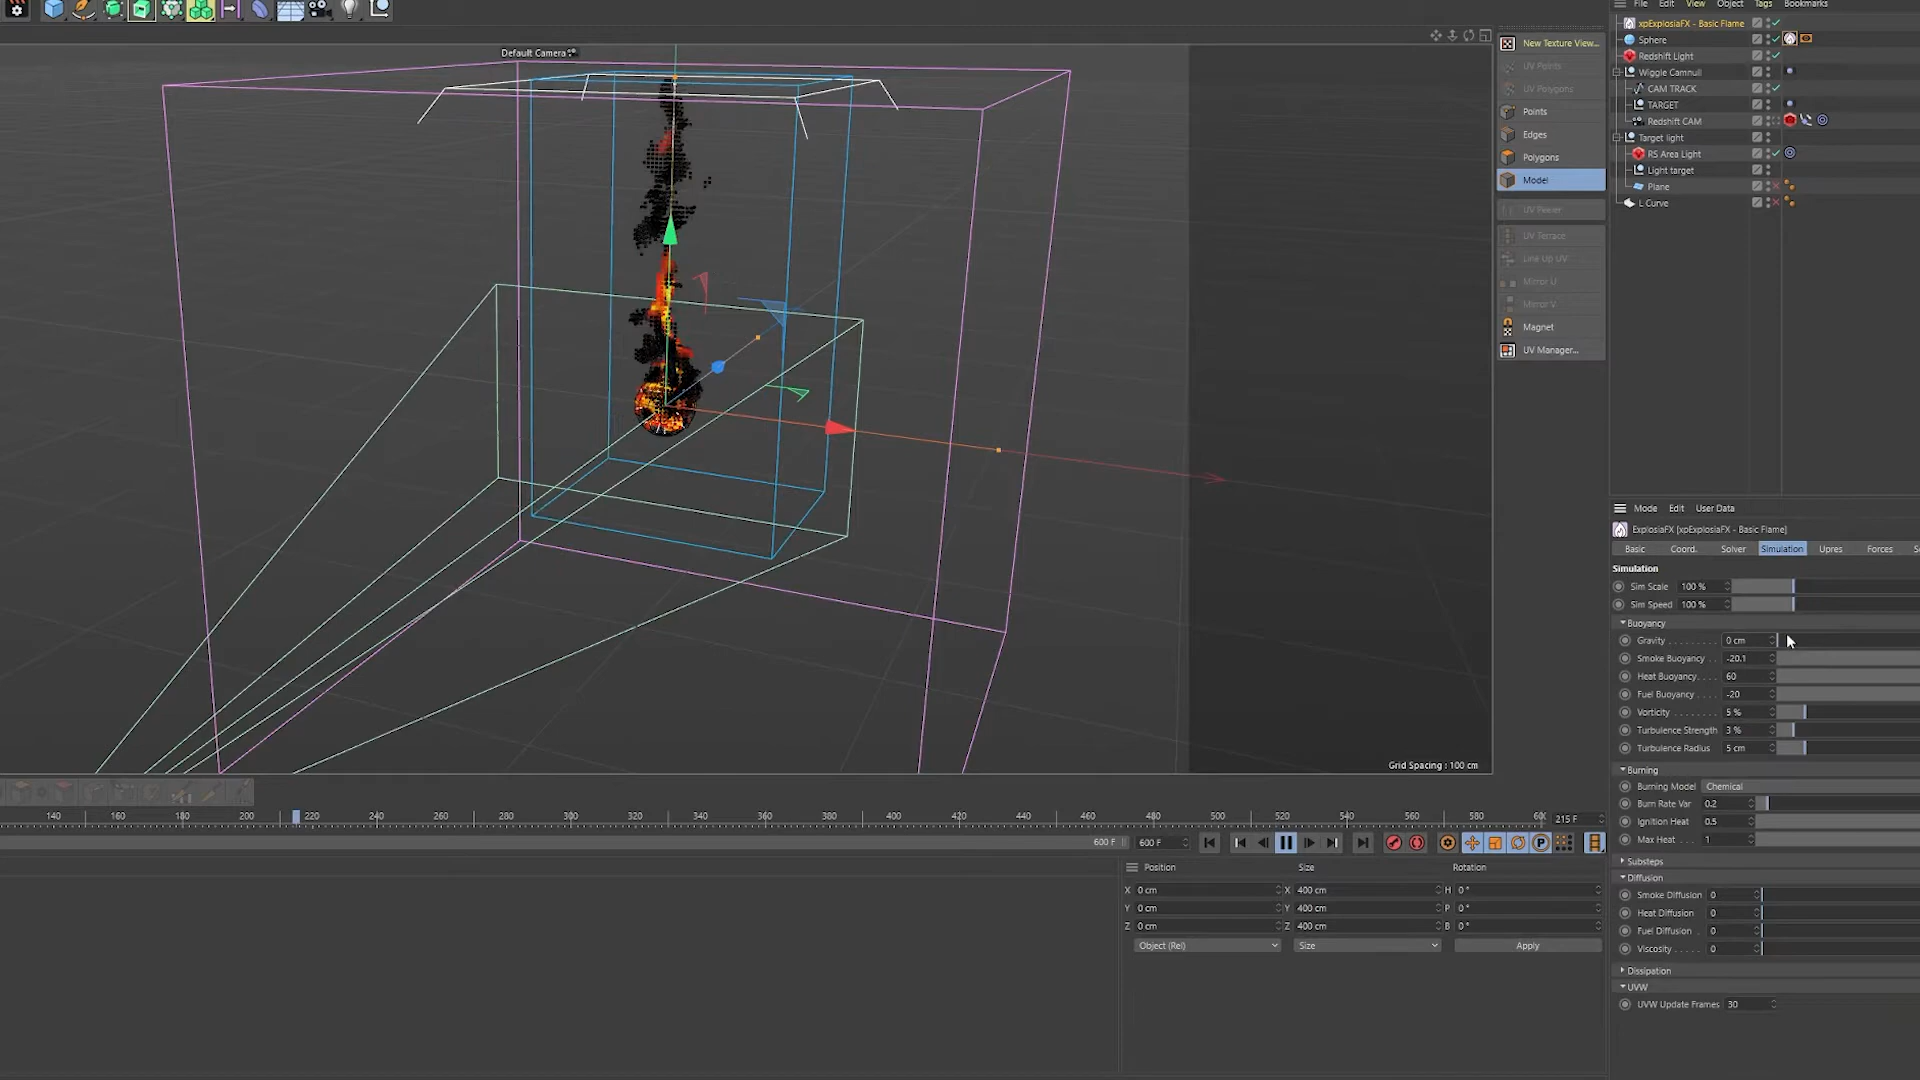 File Edit View Object Tags Bookmarks
xpExplosiaFX - Basic Flame
Sphere
Redshift Light
Wiggle Camnull
CAM TRACK
TARGET
Redshift CAM
Target light
RS Area Light
Light target
Plane
L Curve
Default Camera
New Texture View...
UV Points
UV Polygons
Points
Edges
Polygons
Model
UV Peeler
UV Terrace
Line Up UV
Mirror U
Mirror V
Magnet
UV Manager...
Grid Spacing : 100 cm
Mode Edit User Data
ExplosiaFX [xpExplosiaFX - Basic Flame]
Basic Coord. Solver Simulation Upres Forces
Simulation
Sim Scale 100 %
Sim Speed 100 %
Buoyancy
Gravity 0 cm
Smoke Buoyancy -20.1
Heat Buoyancy 60
Fuel Buoyancy -20
Vorticity 5 %
Turbulence Strength 3 %
Turbulence Radius 5 cm
Burning
Burning Model Chemical
Burn Rate Var 0.2
Ignition Heat 0.5
Max Heat 1
Substeps
Diffusion
Smoke Diffusion 0
Heat Diffusion 0
Fuel Diffusion 0
Viscosity 0
Dissipation
UVW
UVW Update Frames 30
140 160 180 200 220 240 260 280 300 320 340 360 380 400 420 440 460 480 500 520 540 560 580 215 F
600 F 600 F
Position Size Rotation
X 0 cm X 400 cm H 0 °
Y 0 cm Y 400 cm P 0 °
Z 0 cm Z 400 cm B 0 °
Object (Rel) Size Apply